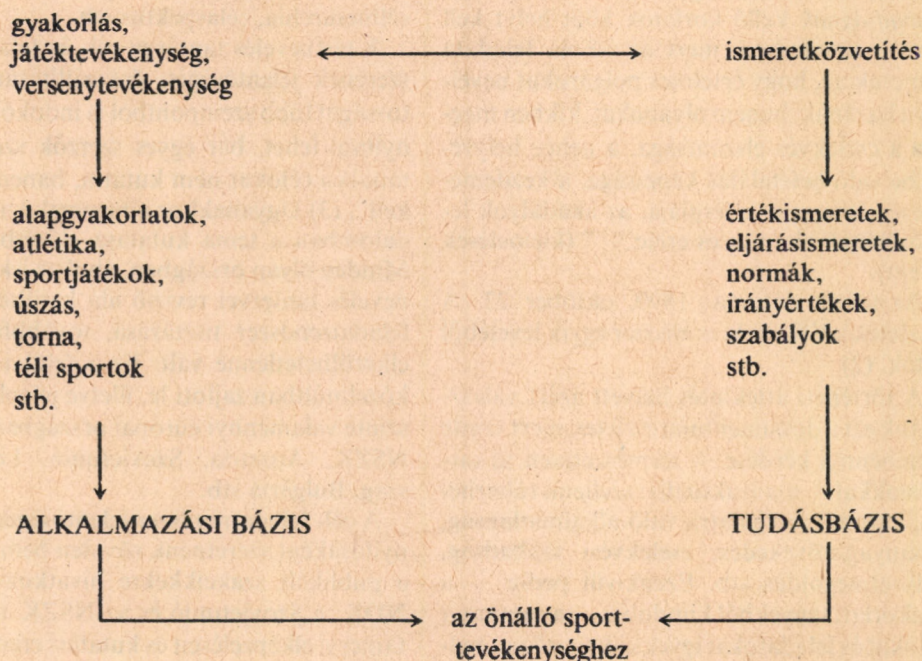 gyakorlás,
játéktevékenység,
versenytevékenység
ismeretközvetítés
alapgyakorlatok,
atlétika,
sportjátékok,
úszás,
torna,
téli sportok
stb.
értékismeretek,
eljárásismeretek,
normák,
irányértékek,
szabályok
stb.
ALKALMAZÁSI BÁZIS
TUDÁSBÁZIS
az önálló sport-
tevékenységhez